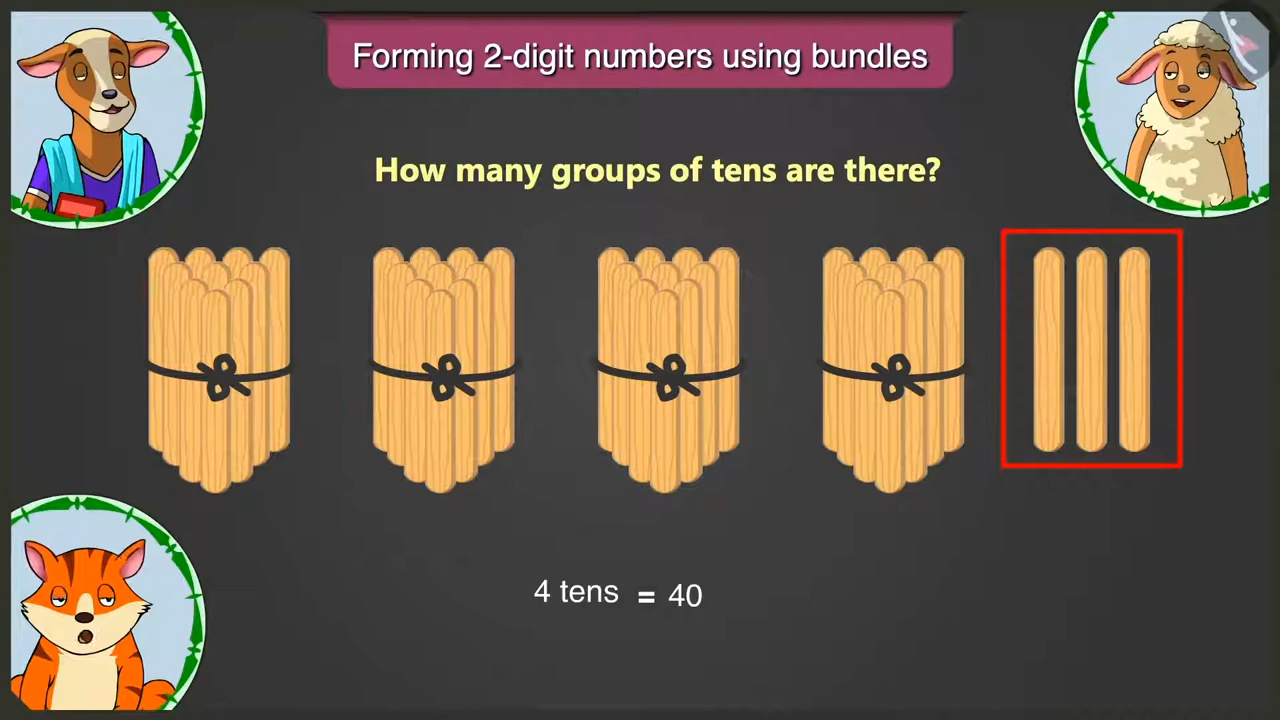 Forming 2-digit numbers using bundles
How many groups of tens are there?
4 tens = 40